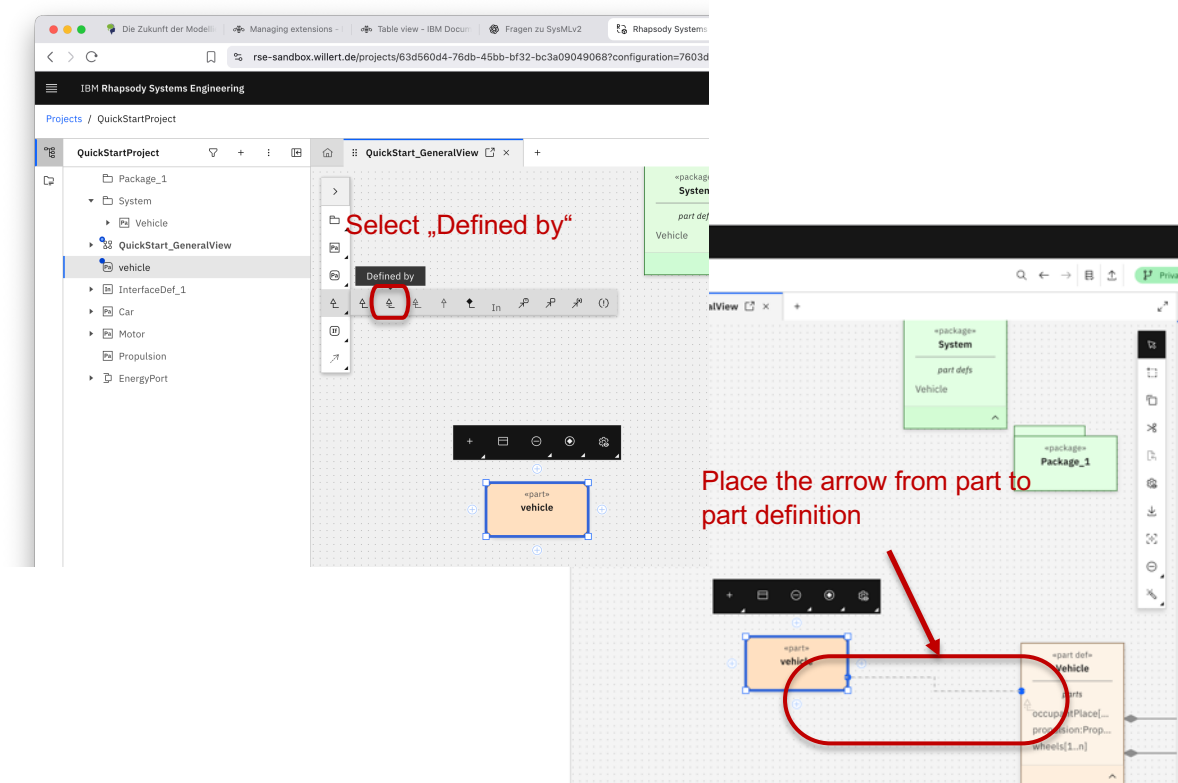 Die Zukunft der Modelli
Managing extensions -
Table view - IBM Docum
Fragen zu SysMLv2
Rhapsody Systems
rse-sandbox.willert.de/projects/63d560d4-76db-45bb-bf32-bc3a09049068?configuration=7603d
IBM Rhapsody Systems Engineering
Projects / QuickStartProject
QuickStartProject
QuickStart_GeneralView
Package_1
System
Vehicle
QuickStart_GeneralView
vehicle
InterfaceDef_1
Car
Motor
Propulsion
EnergyPort
Select „Defined by“
Defined by
In
«package
System
part def
Vehicle
«part»
vehicle
Priva
alView
«package»
System
part defs
Vehicle
«package»
Package_1
Place the arrow from part to
part definition
«part»
vehicle
«part def»
Vehicle
parts
occupantPlace[...
propulsion:Prop...
wheels[1..n]